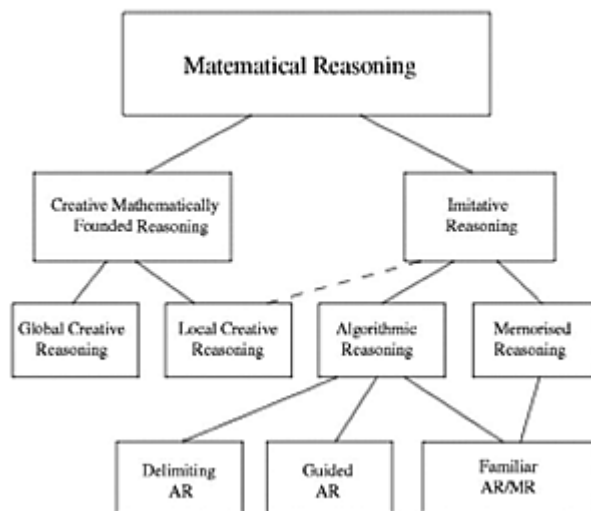 Matematical Reasoning
Creative Mathematically
Founded Reasoning
Imitative
Reasoning
Global Creative
Reasoning
Local Creative
Reasoning
Algorithmic
Reasoning
Memorised
Reasoning
Delimiting
AR
Guided
AR
Familiar
AR/MR